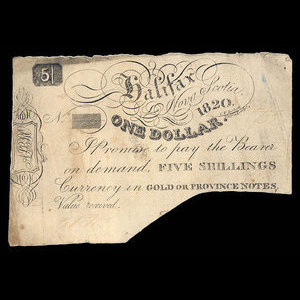 5/
Halifax
Nova Scotia
1820.
No
ONE DOLLAR.
I Promise to pay the Bearer
on demand, FIVE SHILLINGS
Currency in GOLD OR PROVINCE NOTES,
Value received.